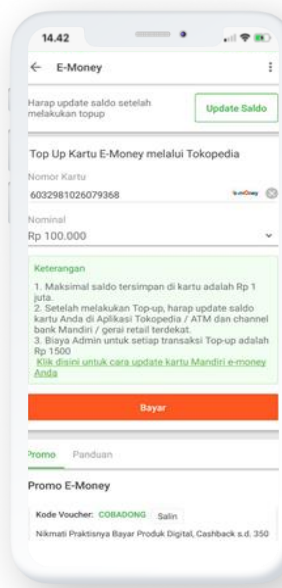 14.42
E-Money
Harap update saldo setelah
melakukan topup
Update Saldo
Top Up Kartu E-Money melalui Tokopedia
Nomor Kartu
6032981026079368
e-money
Nominal
Rp 100.000
Keterangan
1. Maksimal saldo tersimpan di kartu adalah Rp 1
juta.
2. Setelah melakukan Top-up, harap update saldo
kartu Anda di Aplikasi Tokopedia / ATM dan channel
bank Mandiri / gerai retail terdekat.
3. Biaya Admin untuk setiap transaksi Top-up adalah
Rp 1500
Klik disini untuk cara update kartu Mandiri e-money
Anda
Bayar
Promo Panduan
Promo E-Money
Kode Voucher: COBADONG Salin
Nikmati Praktisnya Bayar Produk Digital, Cashback s.d. 350